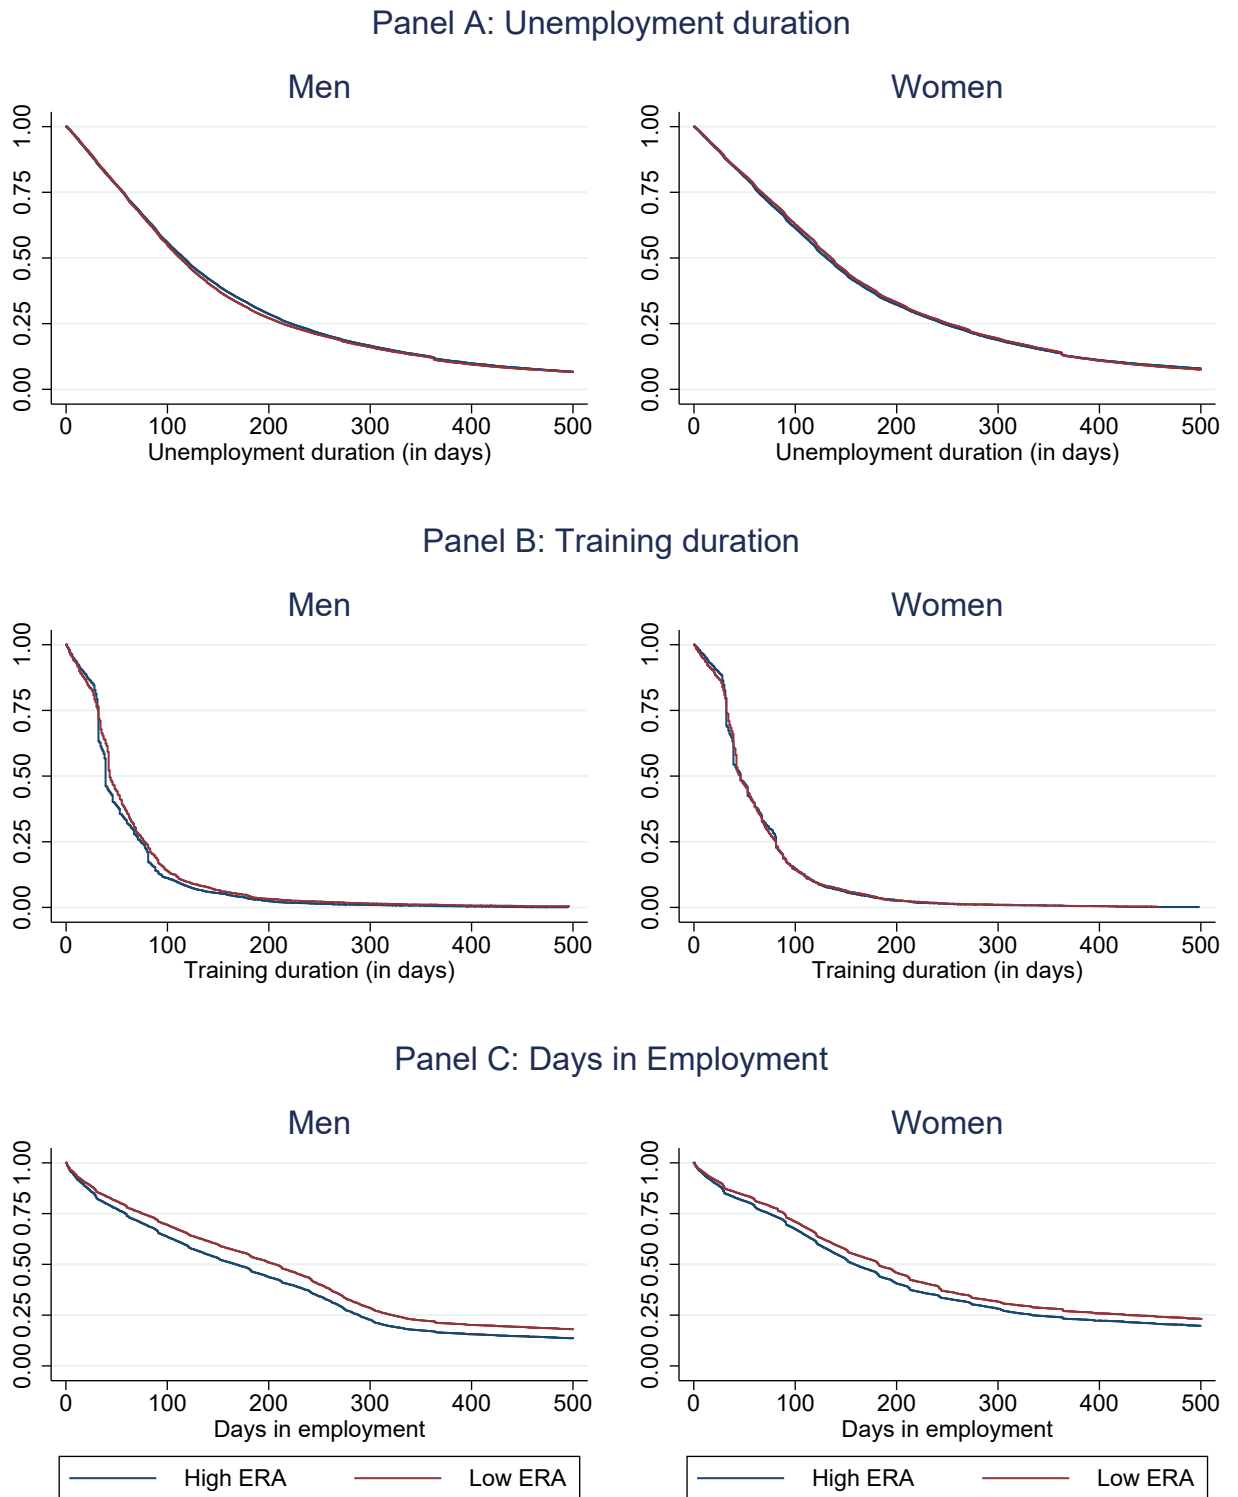 Panel A: Unemployment duration
Men
Women
1.00
0.75
0.50
0.25
0.00
0 100 200 300 400 500
Unemployment duration (in days)
1.00
0.75
0.50
0.25
0.00
0 100 200 300 400 500
Unemployment duration (in days)
Panel B: Training duration
Men
Women
1.00
0.75
0.50
0.25
0.00
0 100 200 300 400 500
Training duration (in days)
1.00
0.75
0.50
0.25
0.00
0 100 200 300 400 500
Training duration (in days)
Panel C: Days in Employment
Men
Women
1.00
0.75
0.50
0.25
0.00
0 100 200 300 400 500
Days in employment
1.00
0.75
0.50
0.25
0.00
0 100 200 300 400 500
Days in employment
High ERA Low ERA
High ERA Low ERA